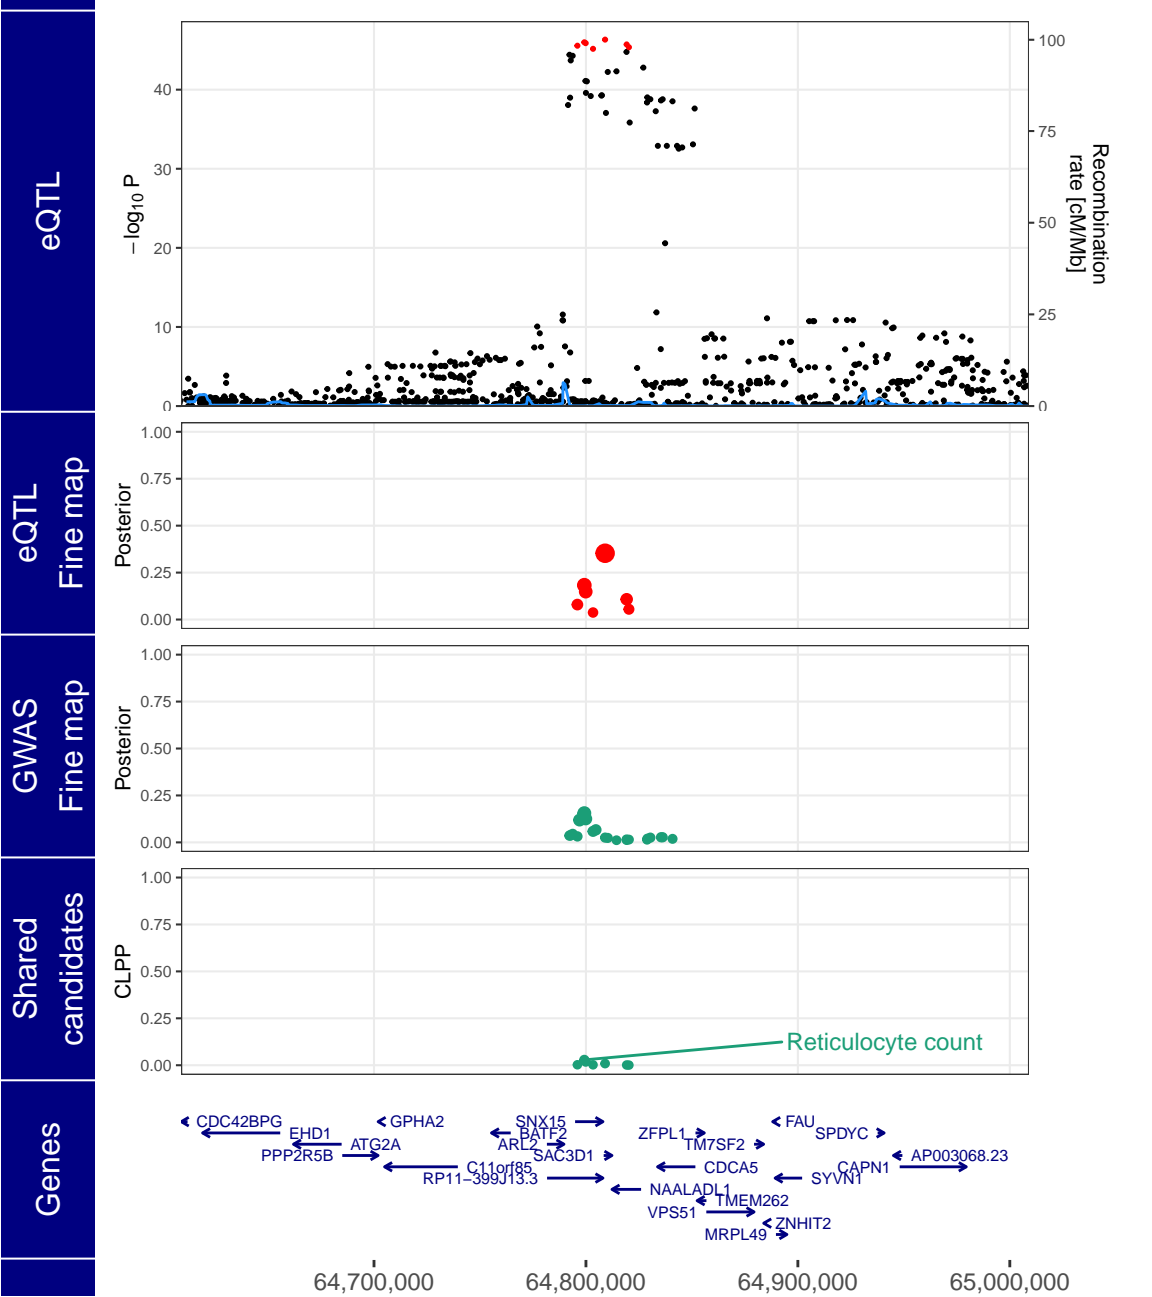 eQTL
– log10 P
0
10
20
30
40
0
25
50
75
100
Recombination
rate [cM/Mb]
eQTL
Fine map
Posterior
1.00
0.75
0.50
0.25
0.00
GWAS
Fine map
Posterior
1.00
0.75
0.50
0.25
0.00
Shared
candidates
CLPP
1.00
0.75
0.50
0.25
0.00
Reticulocyte count
Genes
CDC42BPG
GPHA2
SNX15
FAU
EHD1
BATF2
ZFPL1
SPDYC
ATG2A
ARL2
TM7SF2
PPP2R5B
SAC3D1
AP003068.23
C11orf85
CDCA5
CAPN1
RP11−399J13.3
SYVN1
NAALADL1
TMEM262
VPS51
ZNHIT2
MRPL49
64,700,000
64,800,000
64,900,000
65,000,000